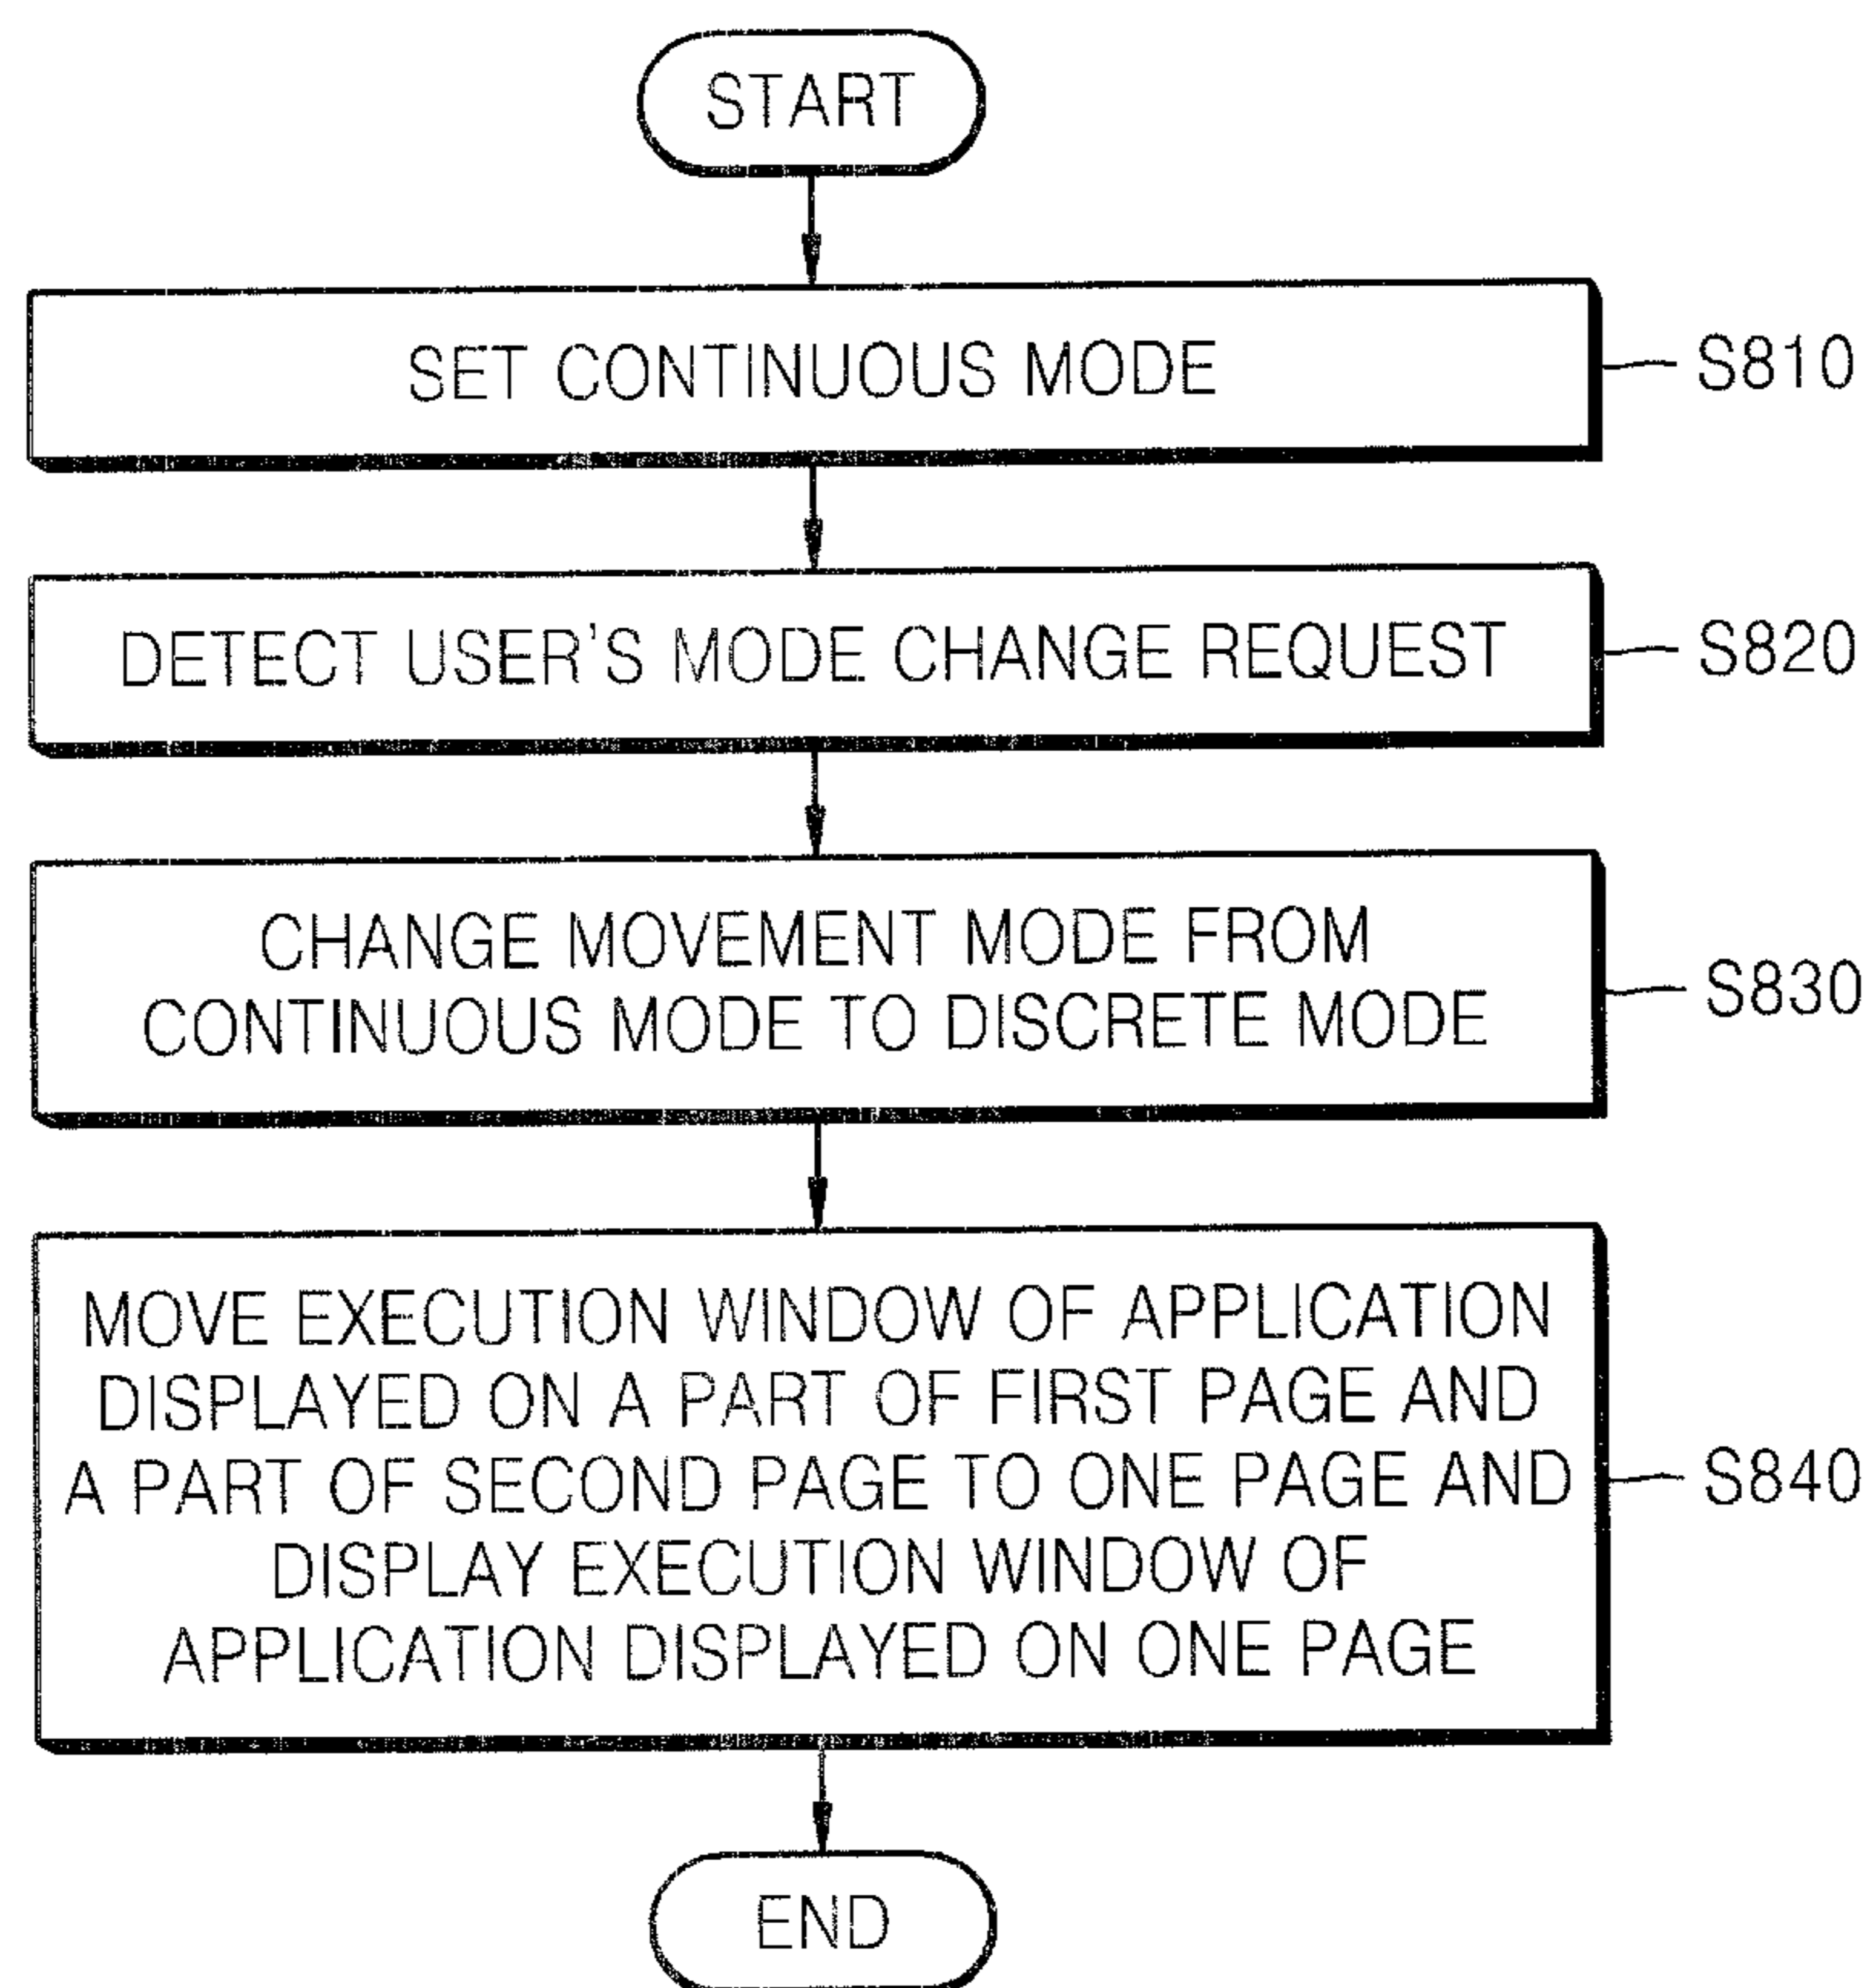 START
SET CONTINUOUS MODE
S810
DETECT USER'S MODE CHANGE REQUEST
S820
CHANGE MOVEMENT MODE FROM
CONTINUOUS MODE TO DISCRETE MODE
S830
MOVE EXECUTION WINDOW OF APPLICATION
DISPLAYED ON A PART OF FIRST PAGE AND
A PART OF SECOND PAGE TO ONE PAGE AND
DISPLAY EXECUTION WINDOW OF
APPLICATION DISPLAYED ON ONE PAGE
S840
END